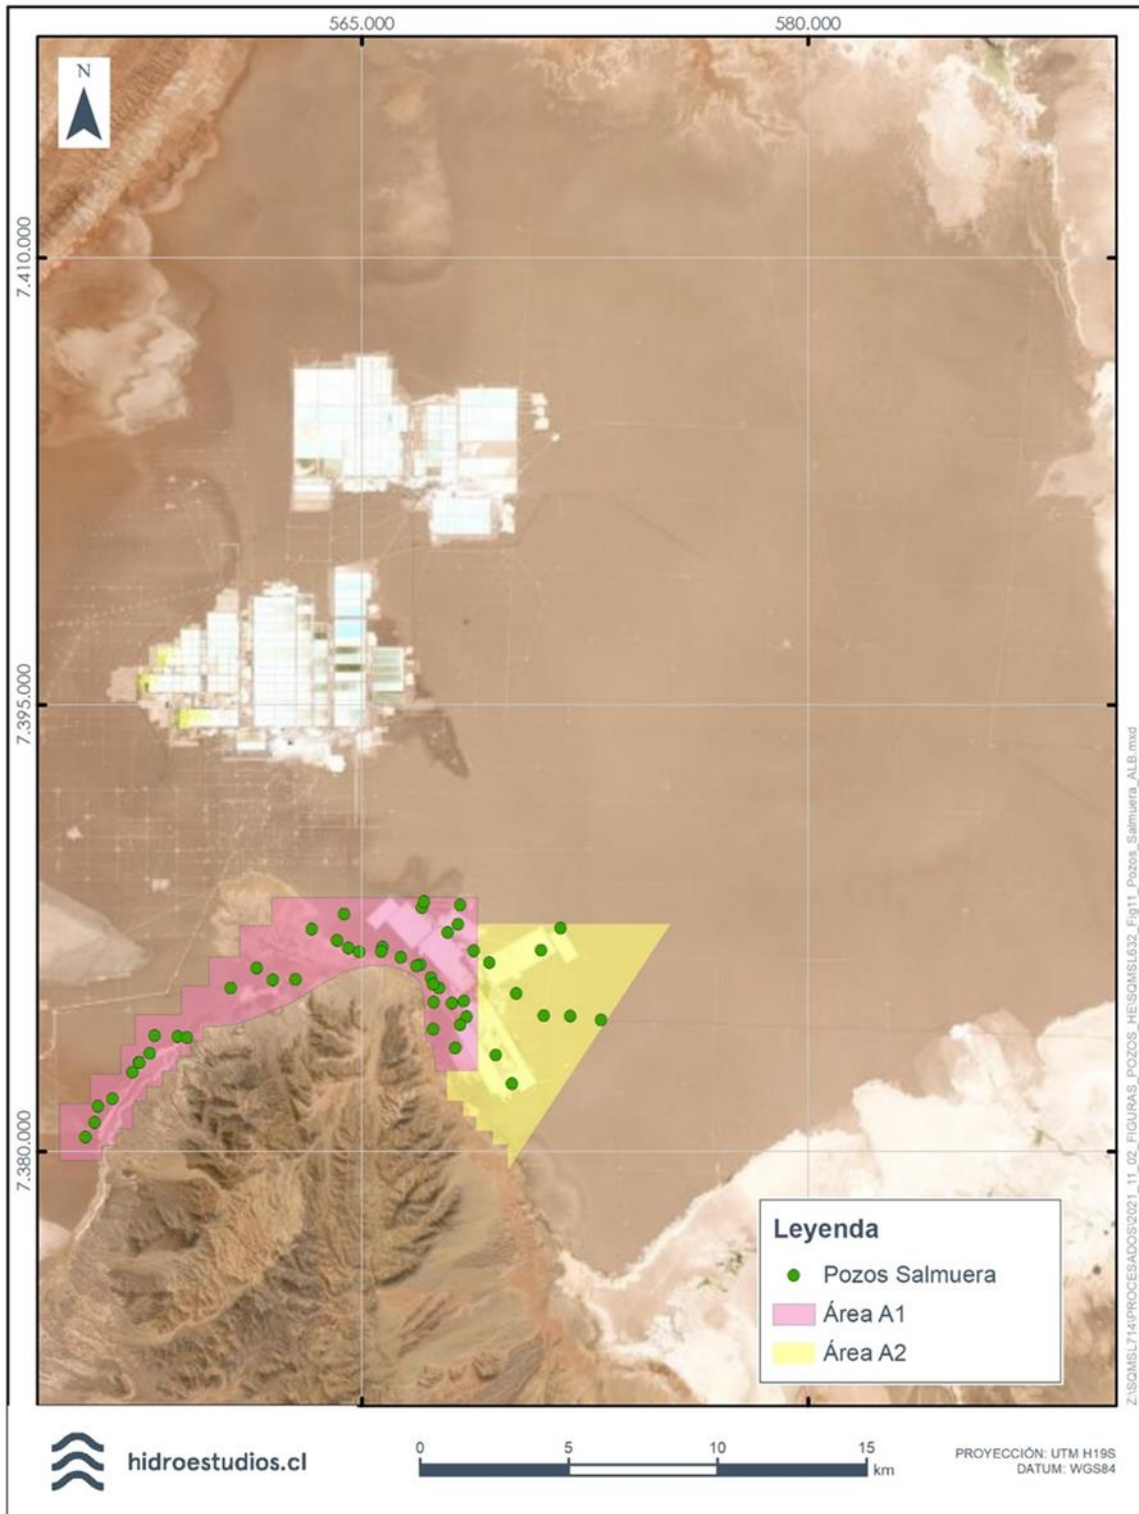 565.000
580.000
N
7.410.000
7.395.000
7.380.000
Leyenda
Pozos Salmuera
Área A1
Área A2
Z:\SQMSL714\PROCESADOS\2021_11_02_FIGURAS_POZOS_HE\SQMSL632_Fig11_Pozos_Salmuera_ALB.mxd
hidroestudios.cl
0
5
10
15
km
PROYECCIÓN: UTM H19S
DATUM: WGS84